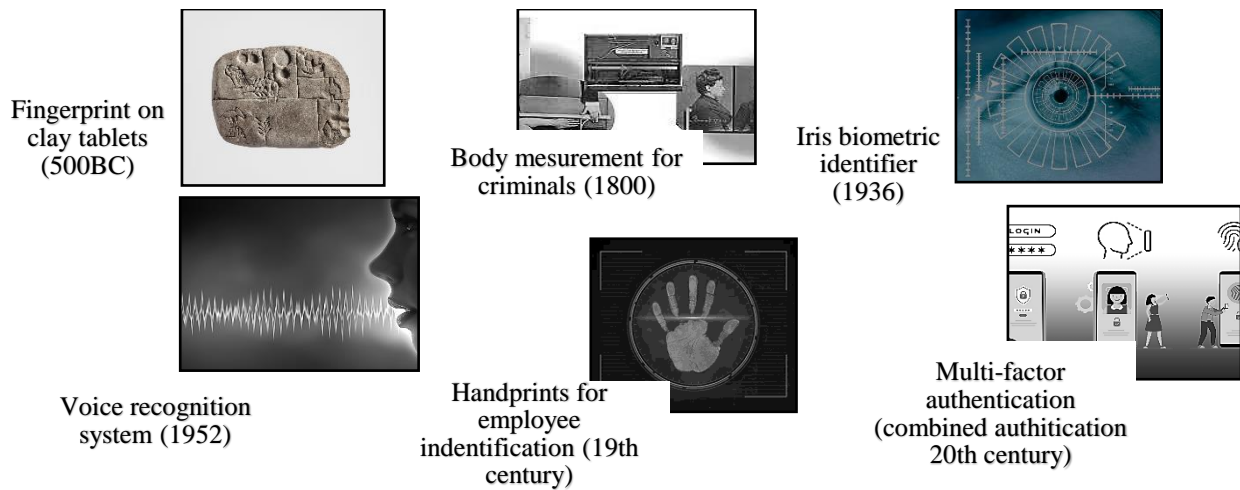 Fingerprint on
clay tablets
(500BC)
Body mesurement for
criminals (1800)
Iris biometric
identifier
(1936)
LOGIN
****
Voice recognition
system (1952)
Handprints for
employee
indentification (19th
century)
Multi-factor
authentication
(combined authitication
20th century)